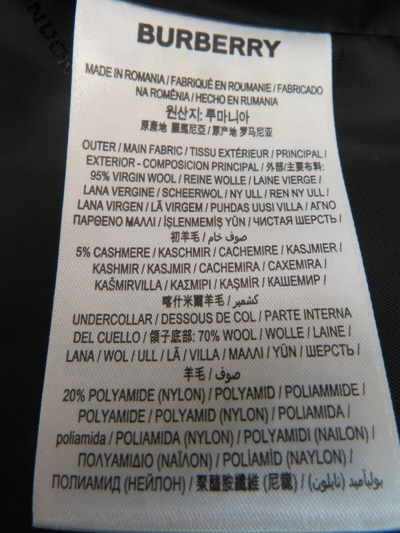 BURBERRY
MADE IN ROMANIA / FABRIQUÉ EN ROUMANIE / FABRICADO
NA ROMÉNIA / HECHO EN RUMANIA
원산지: 루마니아
原產地 羅馬尼亞 / 原产地 罗马尼亚
OUTER / MAIN FABRIC / TISSU EXTÉRIEUR / PRINCIPAL /
EXTERIOR - COMPOSICION PRINCIPAL / 外部/主要布料:
95% VIRGIN WOOL / REINE WOLLE / LAINE VIERGE /
LANA VERGINE / SCHEERWOL / NY ULL / REN NY ULL /
LANA VIRGEN / LÃ VIRGEM / PUHDAS UUSI VILLA / ΑΓΝΟ
ΠΑΡΘΕΝΟ ΜΑΛΛΙ / İŞLENMEMİŞ YÜN / ЧИСТАЯ ШЕРСТЬ /
初羊毛 / صوف خام /
5% CASHMERE / KASCHMIR / CACHEMIRE / KASJMIER /
KASHMIR / KASJMIR / CACHEMIRA / CAXEMIRA /
KAŠMIRVILLA / ΚΑΖΜΙΡΙ / KAŞMİR / КАШЕМИР /
喀什米爾羊毛 / كشمير /
UNDERCOLLAR / DESSOUS DE COL / PARTE INTERNA
DEL CUELLO / 領子底部: 70% WOOL / WOLLE / LAINE /
LANA / WOL / ULL / LÃ / VILLA / ΜΑΛΛΙ / YÜN / ШЕРСТЬ /
羊毛 / صوف /
20% POLYAMIDE (NYLON) / POLYAMID / POLIAMMIDE /
POLYAMIDE / POLYAMID (NYLON) / POLIAMIDA /
poliamida / POLIAMIDA (NYLON) / POLYAMIDI (NAILON) /
ΠΟΛΥΑΜΙΔΙΟ (ΝΑΪΛΟΝ) / POLİAMİD (NAYLON) /
ПОЛИАМИД (НЕЙЛОН) / 聚醯胺纖維 (尼龍) / بوليأميد (نايلون) /